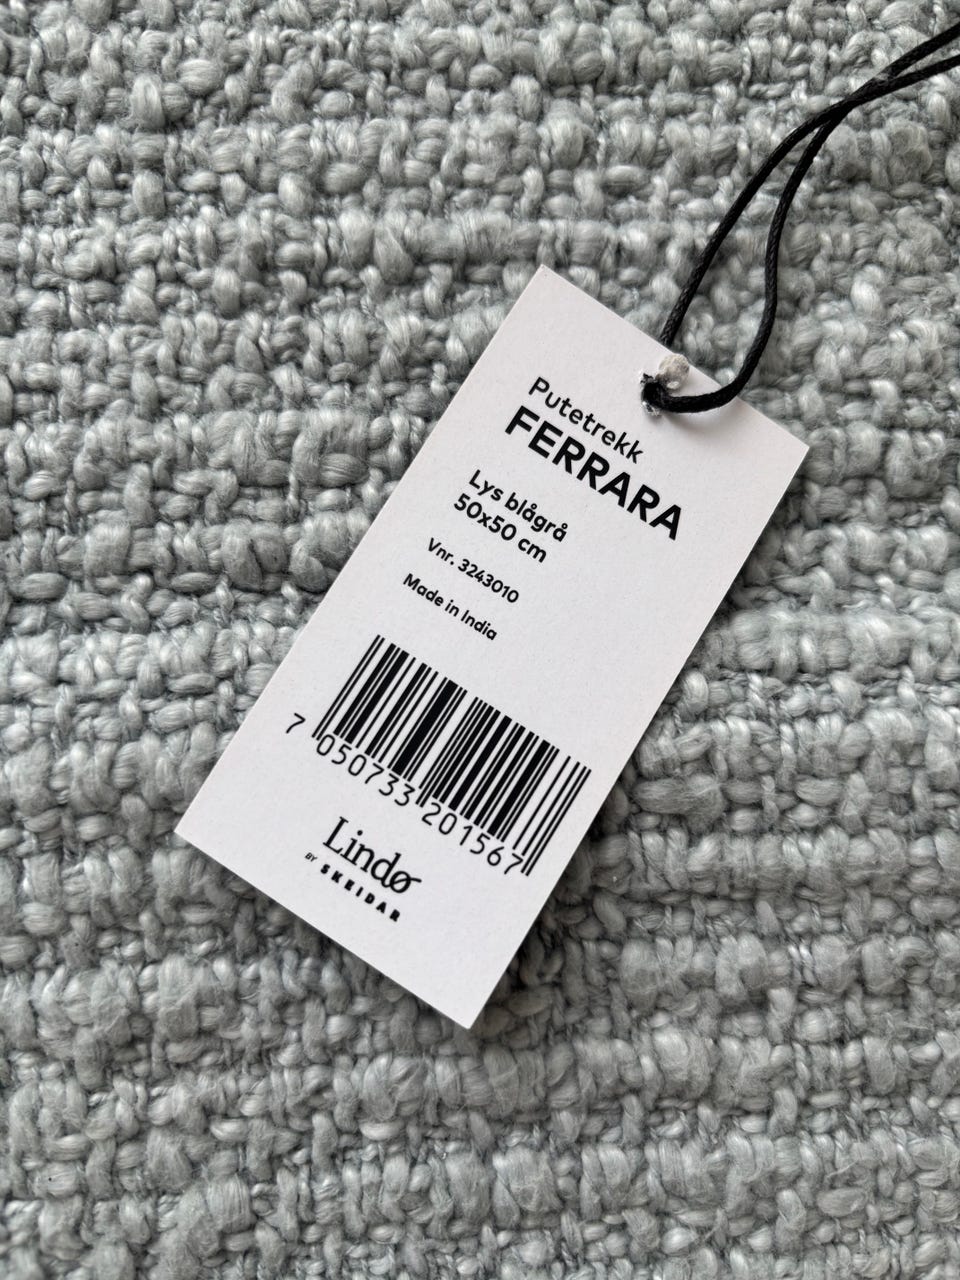 Putetrekk
FERRARA
Lys blågrå
50x50 cm
Vnr. 3243010
Made in India
7 050733 201567
Lindø
BY SKEIDAR